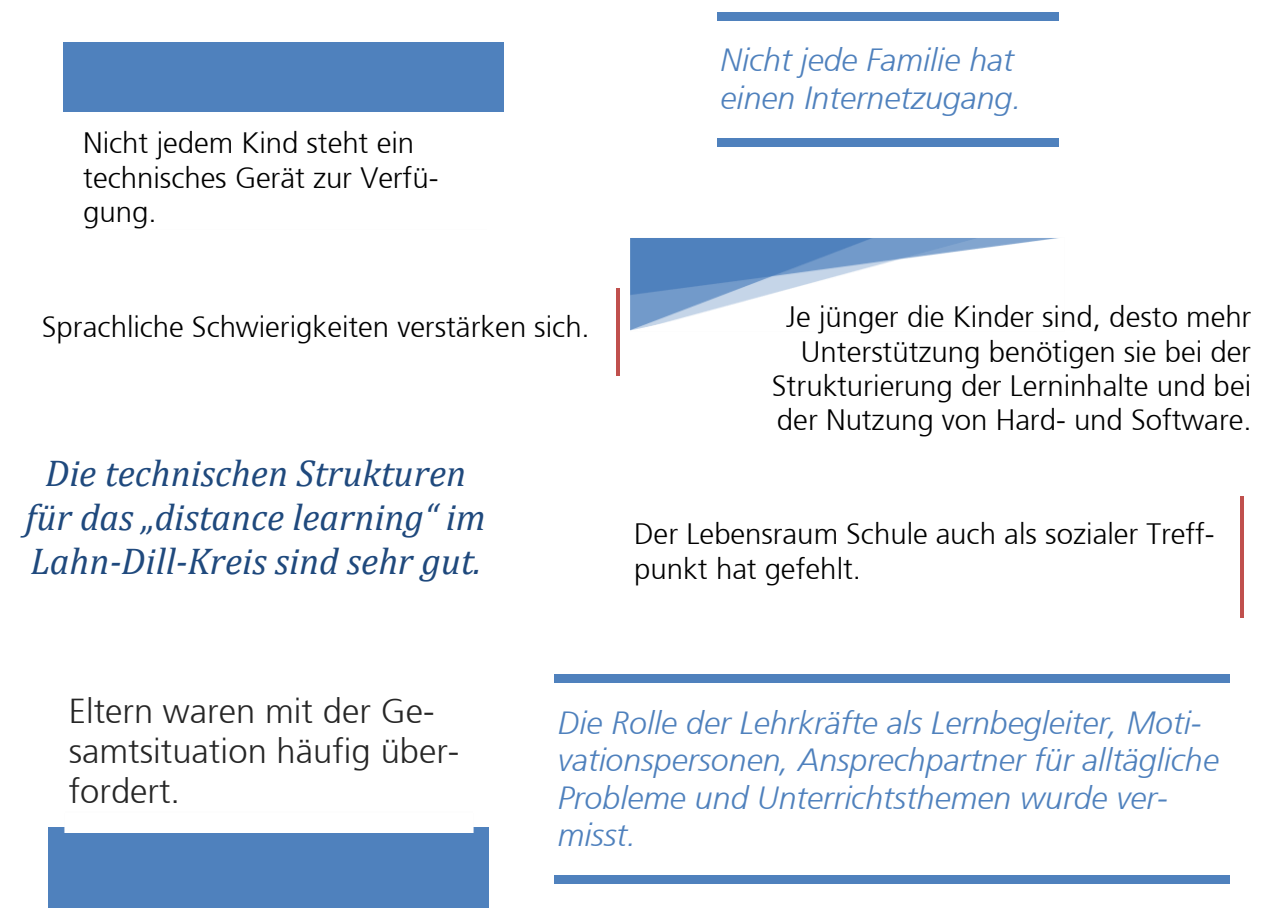 Nicht jede Familie hat
einen Internetzugang.
Nicht jedem Kind steht ein
technisches Gerät zur Verfü-
gung.
Sprachliche Schwierigkeiten verstärken sich.
Je jünger die Kinder sind, desto mehr
Unterstützung benötigen sie bei der
Strukturierung der Lerninhalte und bei
der Nutzung von Hard- und Software.
Die technischen Strukturen
für das „distance learning“ im
Lahn-Dill-Kreis sind sehr gut.
Der Lebensraum Schule auch als sozialer Treff-
punkt hat gefehlt.
Eltern waren mit der Ge-
samtsituation häufig über-
fordert.
Die Rolle der Lehrkräfte als Lernbegleiter, Moti-
vationspersonen, Ansprechpartner für alltägliche
Probleme und Unterrichtsthemen wurde ver-
misst.